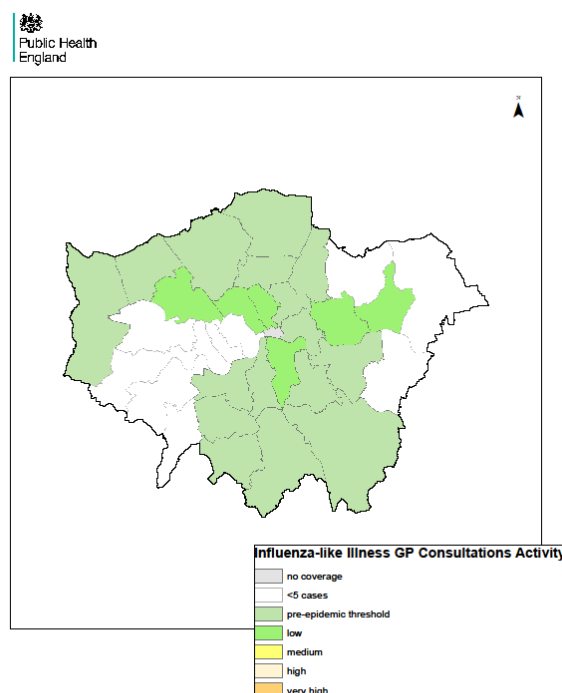 Public Health
England
N
Influenza-like Illness GP Consultations Activity
no coverage
<5 cases
pre-epidemic threshold
low
medium
high
very high